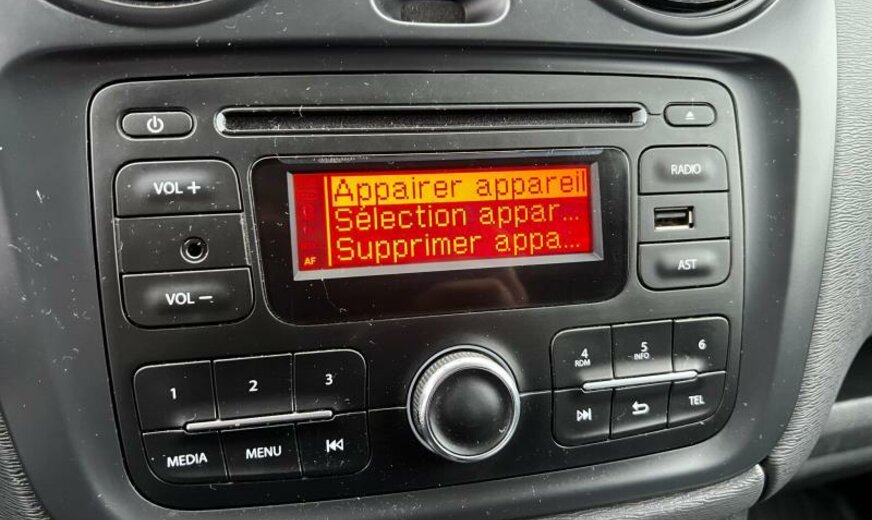 VOL +
VOL –
Appairer appareil
Sélection appar...
Supprimer appa...
AF
RADIO
AST
1
2
3
MEDIA
MENU
4
RDM
5
INFO
6
TEL